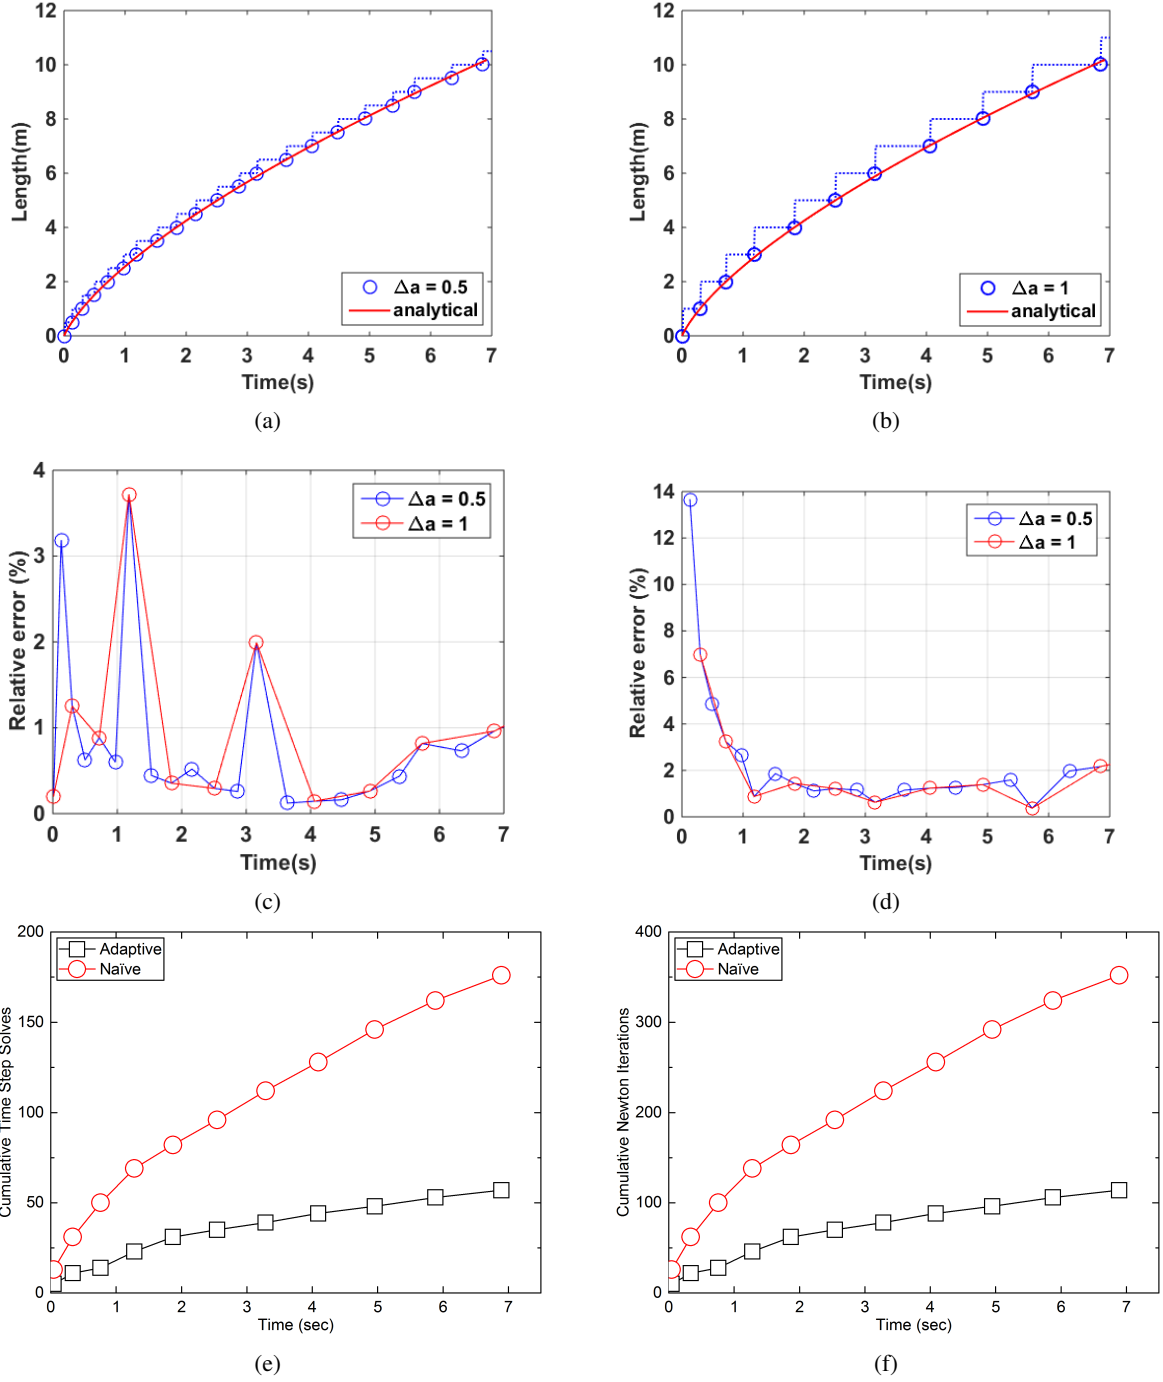 12
10
8
6
4
2
0
Length(m)
Δa = 0.5
analytical
0 1 2 3 4 5 6 7
Time(s)
(a)
12
10
8
6
4
2
0
Length(m)
Δa = 1
analytical
0 1 2 3 4 5 6 7
Time(s)
(b)
4
3
2
1
0
Relative error (%)
Δa = 0.5
Δa = 1
0 1 2 3 4 5 6 7
Time(s)
(c)
14
12
10
8
6
4
2
0
Relative error (%)
Δa = 0.5
Δa = 1
0 1 2 3 4 5 6 7
Time(s)
(d)
200
150
100
50
0
Cumulative Time Step Solves
Adaptive
Naïve
0 1 2 3 4 5 6 7
Time (sec)
(e)
400
300
200
100
0
Cumulative Newton Iterations
Adaptive
Naïve
0 1 2 3 4 5 6 7
Time (sec)
(f)